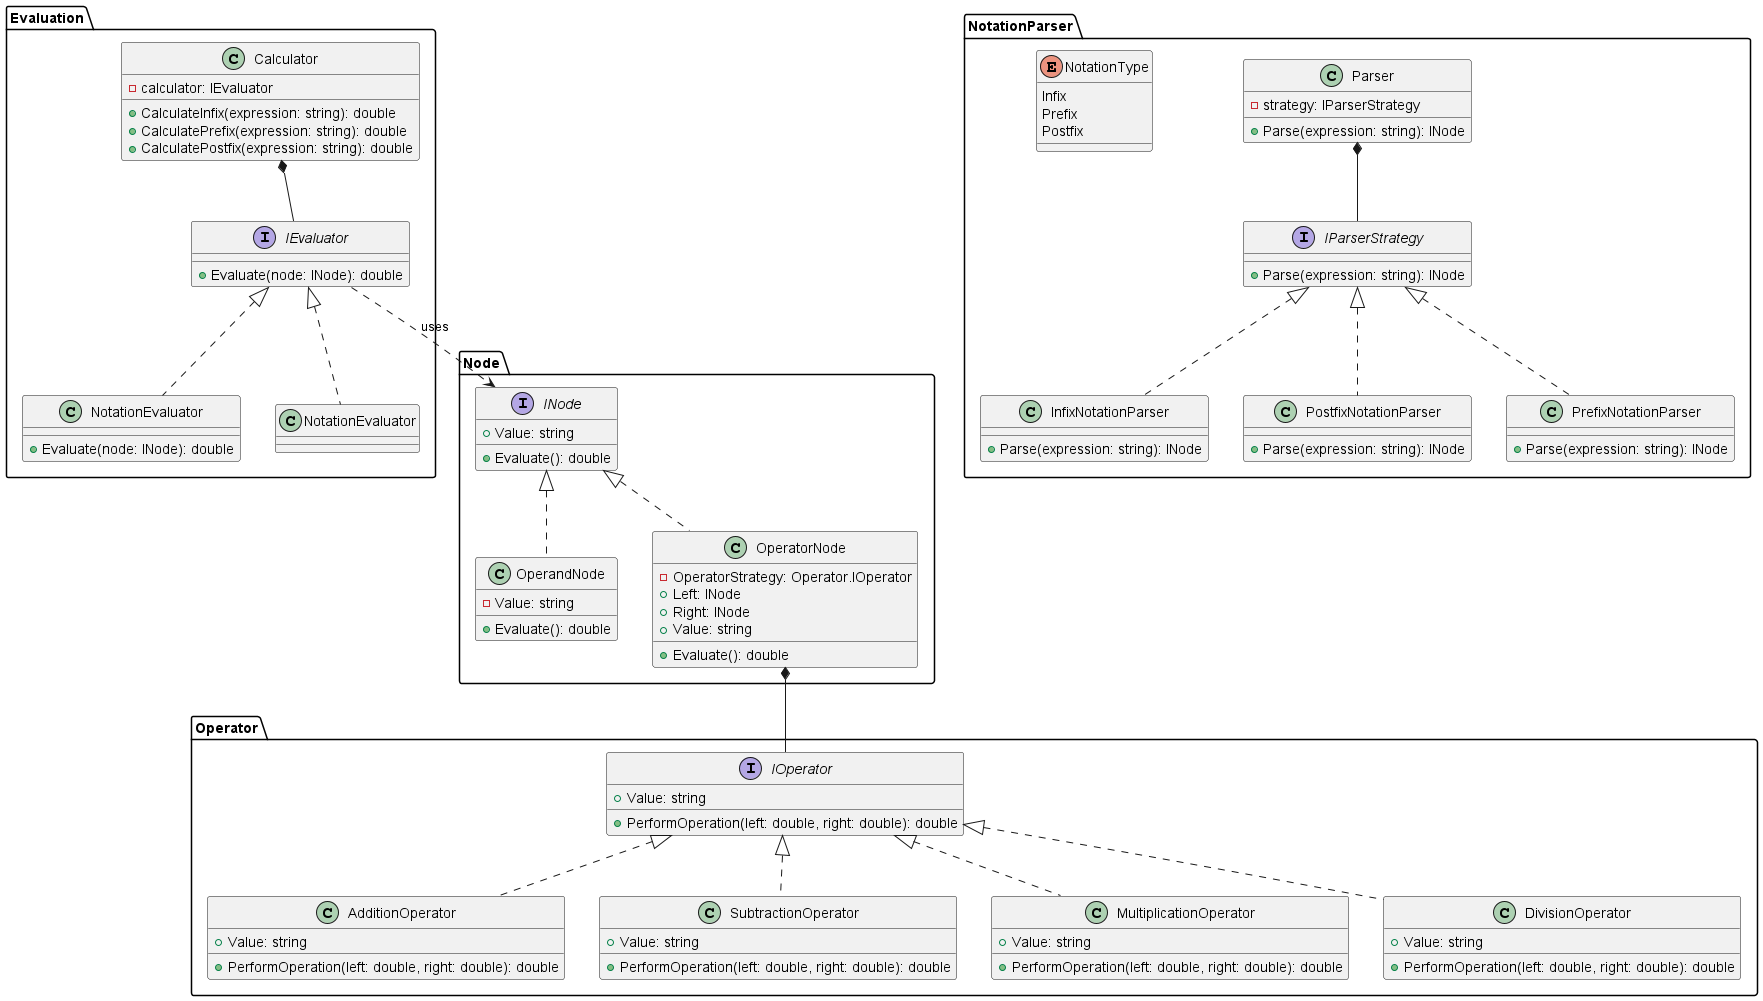 Evaluation
C Calculator
calculator: IEvaluator
CalculateInfix(expression: string): double
CalculatePrefix(expression: string): double
CalculatePostfix(expression: string): double
I IEvaluator
Evaluate(node: INode): double
uses
C NotationEvaluator
Evaluate(node: INode): double
C NotationEvaluator
NotationParser
E NotationType
Infix
Prefix
Postfix
C Parser
strategy: IParserStrategy
Parse(expression: string): INode
I IParserStrategy
Parse(expression: string): INode
C InfixNotationParser
Parse(expression: string): INode
C PostfixNotationParser
Parse(expression: string): INode
C PrefixNotationParser
Parse(expression: string): INode
Node
I INode
Value: string
Evaluate(): double
C OperandNode
Value: string
Evaluate(): double
C OperatorNode
OperatorStrategy: Operator.IOperator
Left: INode
Right: INode
Value: string
Evaluate(): double
Operator
I IOperator
Value: string
PerformOperation(left: double, right: double): double
C AdditionOperator
Value: string
PerformOperation(left: double, right: double): double
C SubtractionOperator
Value: string
PerformOperation(left: double, right: double): double
C MultiplicationOperator
Value: string
PerformOperation(left: double, right: double): double
C DivisionOperator
Value: string
PerformOperation(left: double, right: double): double